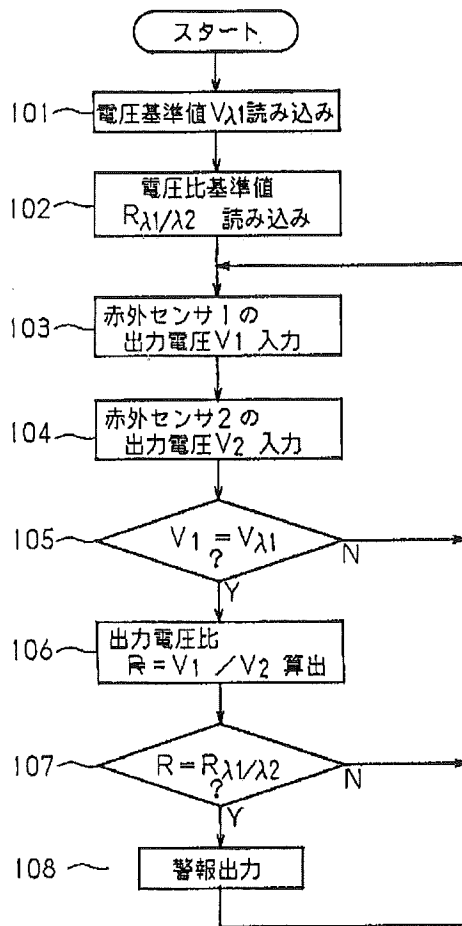 スタート
101 電圧基準値Vλ1読み込み
電圧比基準値
102 Rλ1/λ2 読み込み
赤外センサ1の
103 出力電圧V1 入力
赤外センサ2の
104 出力電圧V2 入力
105 V1 = Vλ1 N
?
Y
出力電圧比
106 R = V1 / V2 算出
107 R = Rλ1/λ2 N
?
Y
108 警報出力